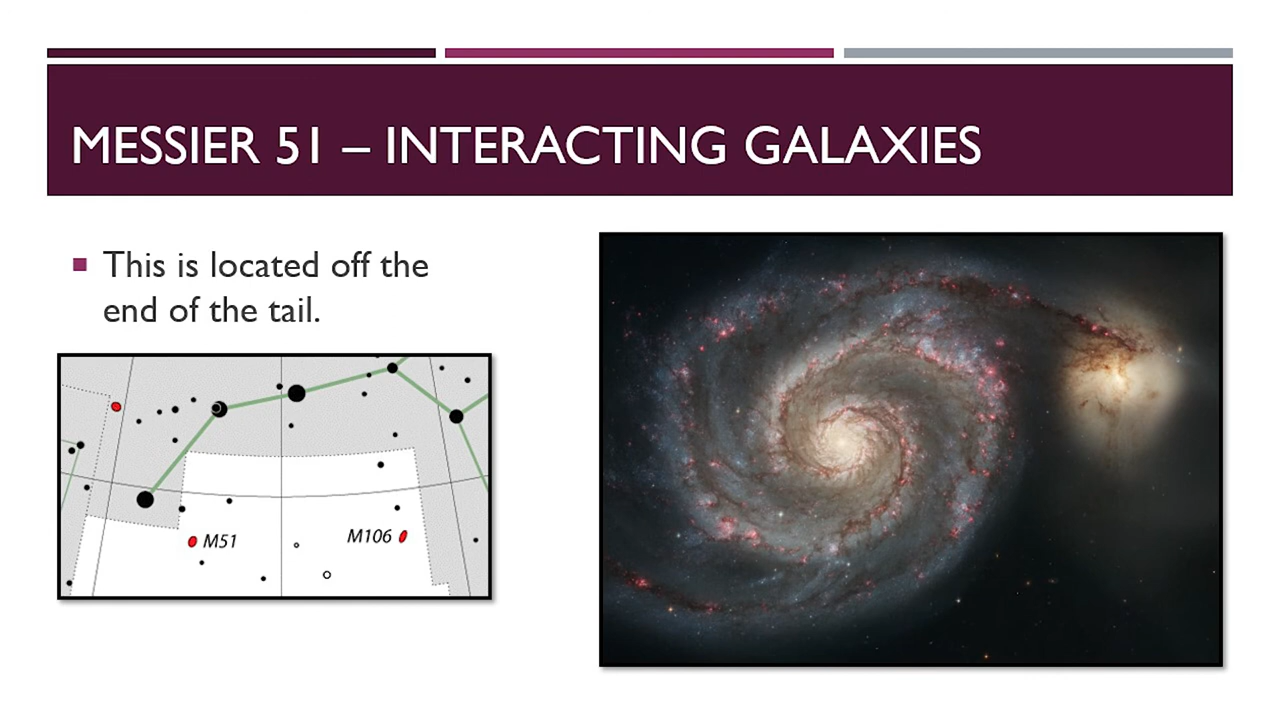 MESSIER 51 – INTERACTING GALAXIES
This is located off the
end of the tail.
M51
M106